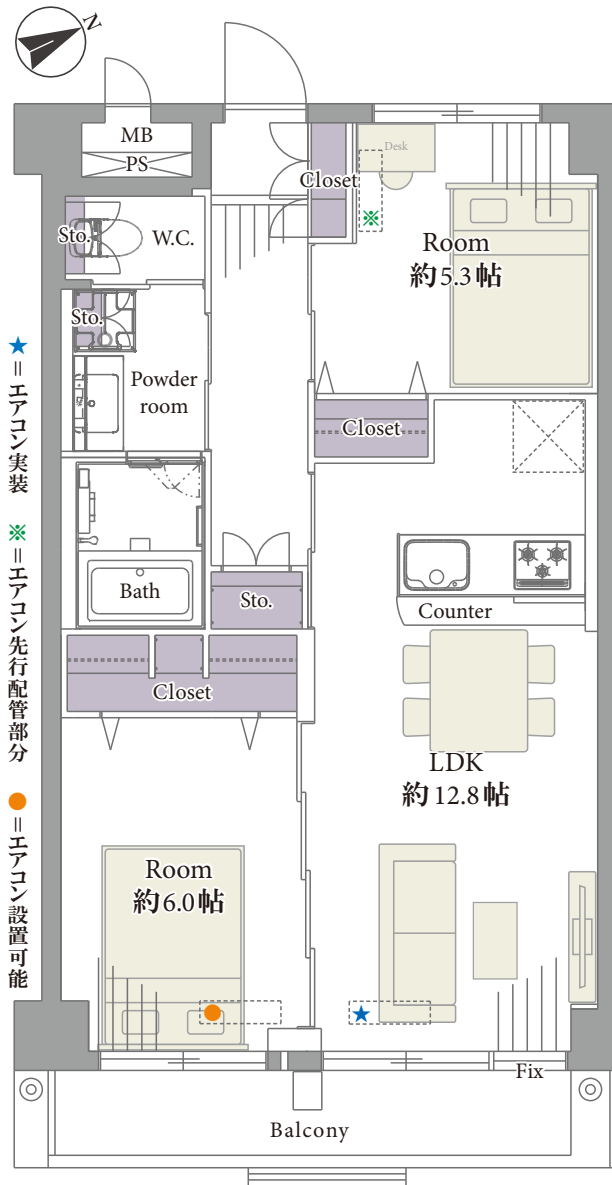 N
MB
PS
Closet
Desk
※
Sto.
W.C.
Room
約5.3帖
Sto.
Powder
room
Closet
Bath
Sto.
Counter
Closet
LDK
約12.8帖
Room
約6.0帖
Fix
Balcony
★=エアコン実装 ※=エアコン先行配管部分 ●=エアコン設置可能